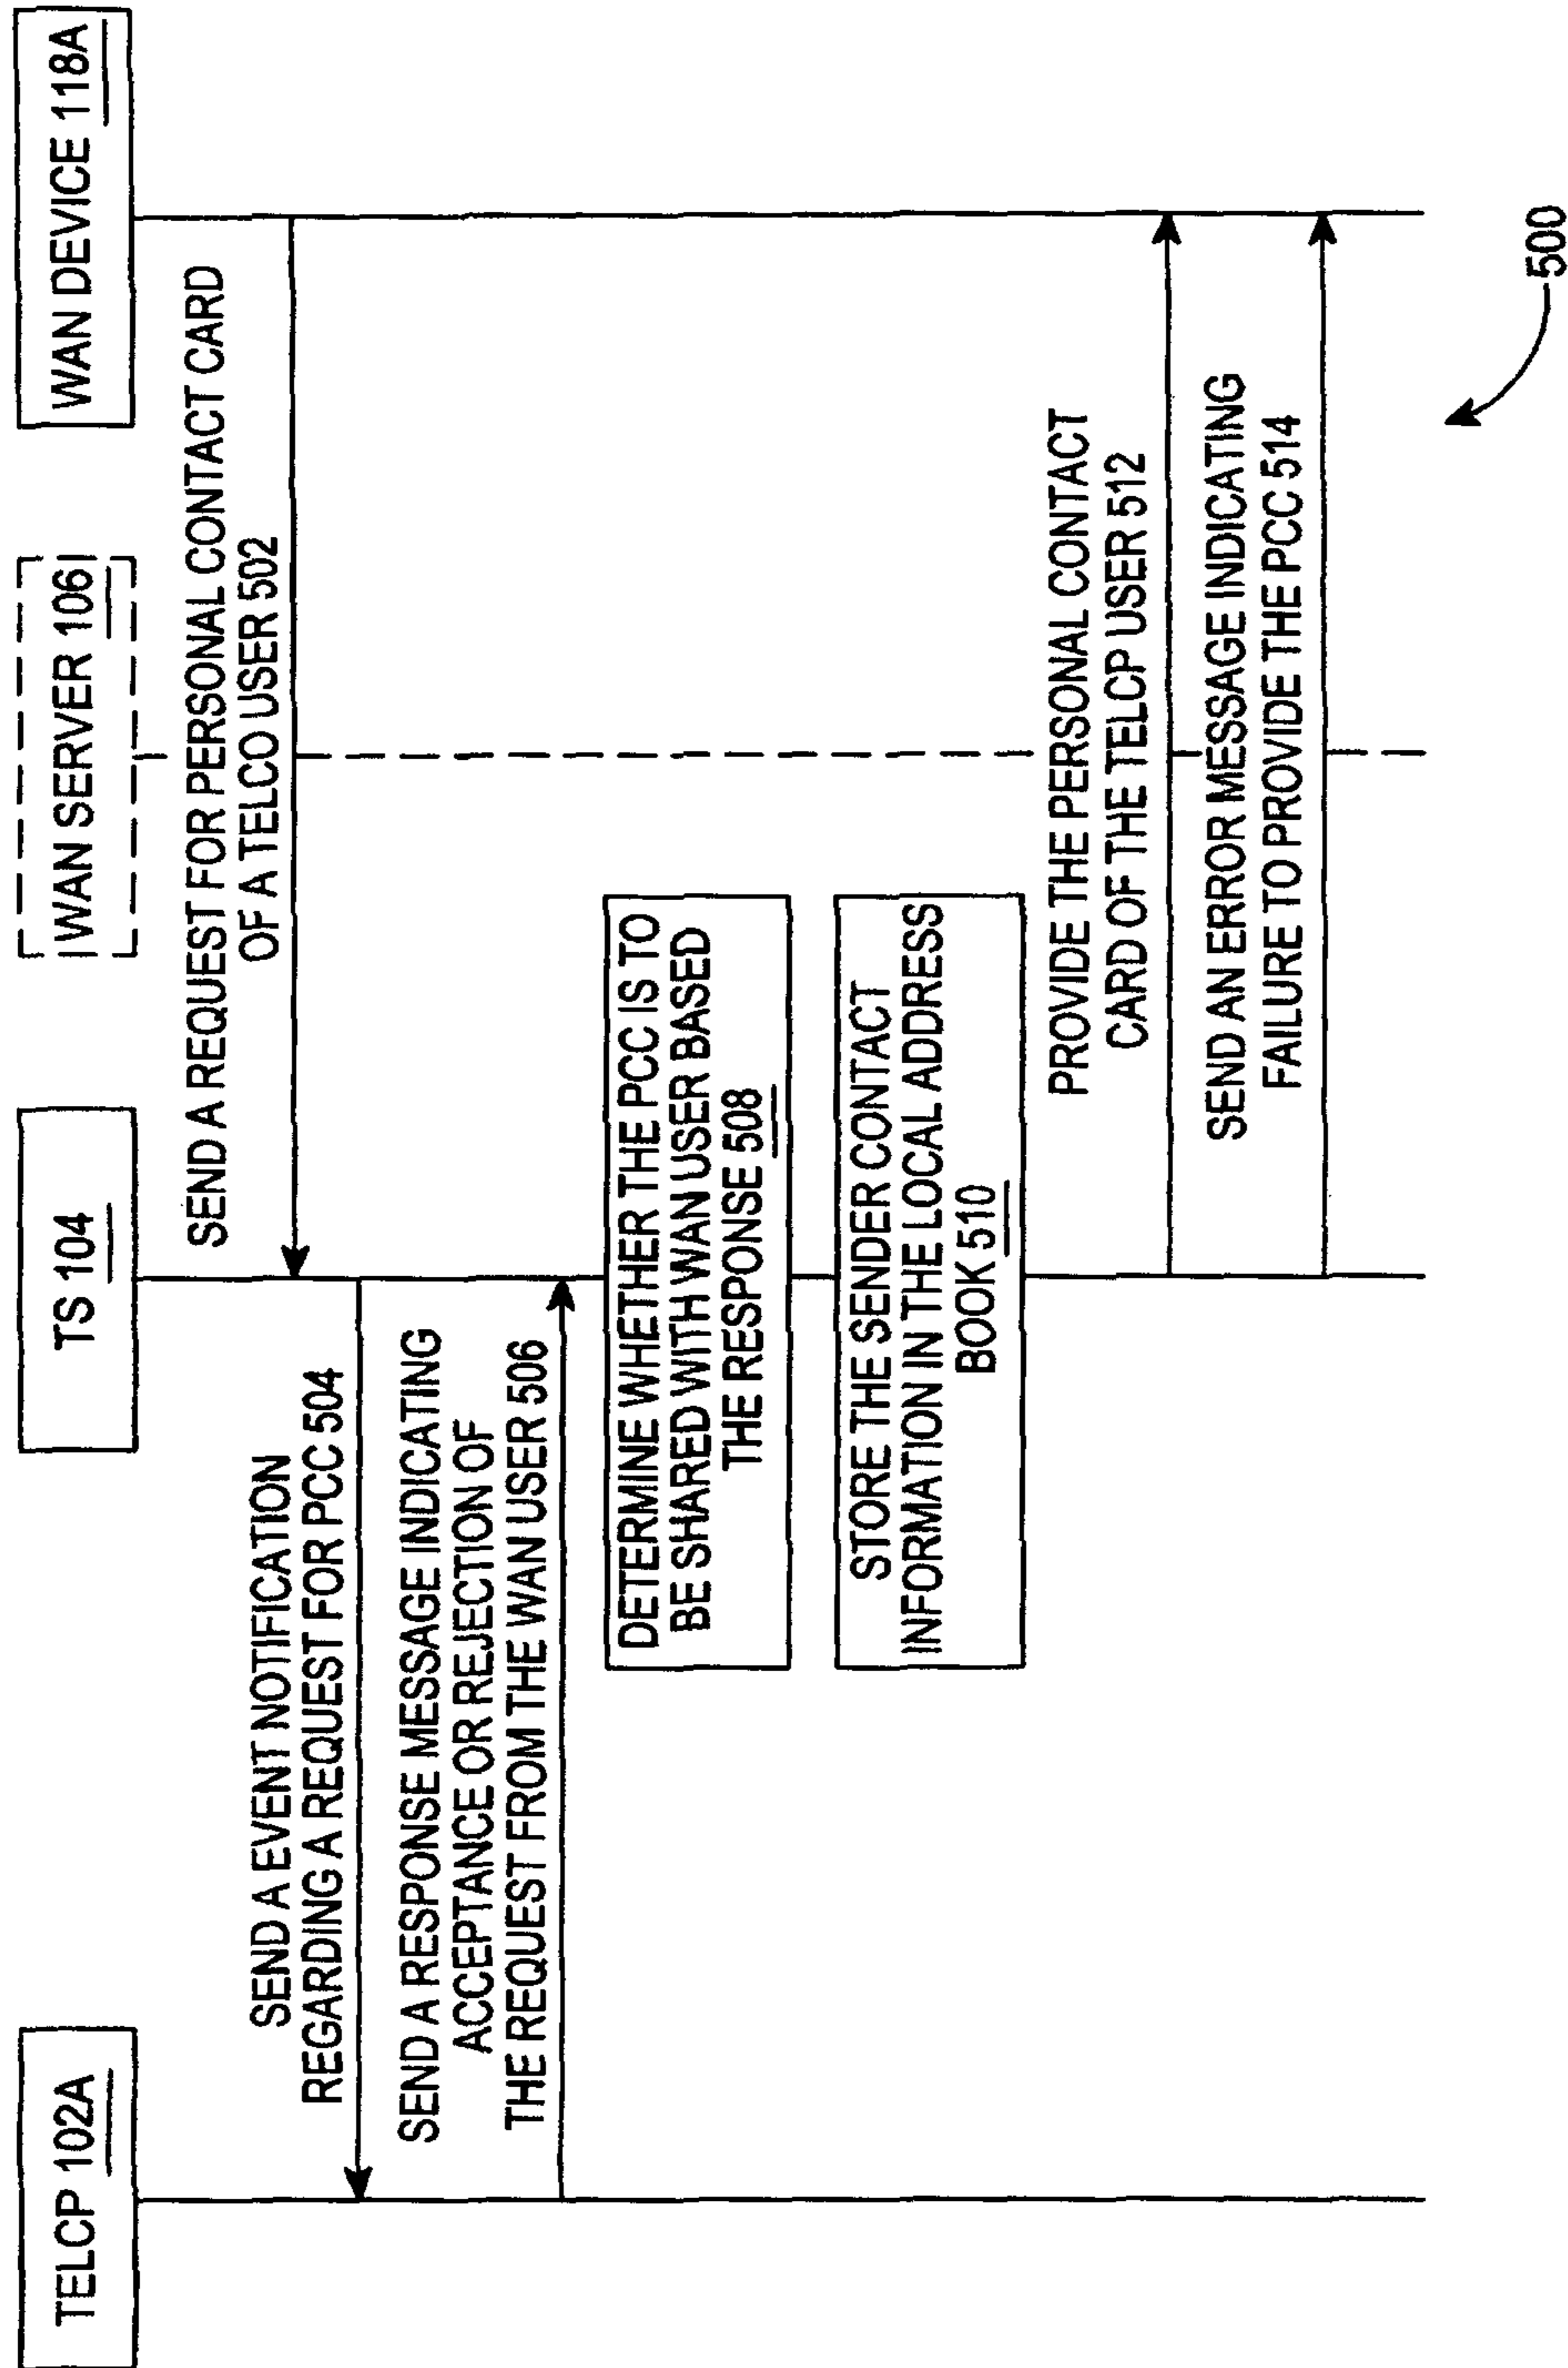 TELCP 102A
TS 104
WAN SERVER 106
WAN DEVICE 118A
SEND A REQUEST FOR PERSONAL CONTACT CARD
OF A TELCO USER 502
SEND A EVENT NOTIFICATION
REGARDING A REQUEST FOR PCC 504
SEND A RESPONSE MESSAGE INDICATING
ACCEPTANCE OR REJECTION OF
THE REQUEST FROM THE WAN USER 506
DETERMINE WHETHER THE PCC IS TO
BE SHARED WITH WAN USER BASED
THE RESPONSE 508
STORE THE SENDER CONTACT
INFORMATION IN THE LOCAL ADDRESS
BOOK 510
PROVIDE THE PERSONAL CONTACT
CARD OF THE TELCP USER 512
SEND AN ERROR MESSAGE INDICATING
FAILURE TO PROVIDE THE PCC 514
500